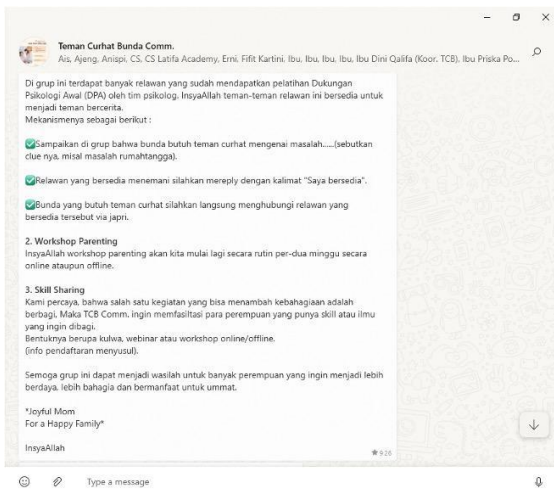 Teman Curhat Bunda Comm.
Ais, Ajeng, Anispi, CS, CS Latifa Academy, Erni, Fifit Kartini, Ibu, Ibu, Ibu, Ibu, Ibu Dini Qalifa (Koor. TCB), Ibu Priska Po...
Di grup ini terdapat banyak relawan yang sudah mendapatkan pelatihan Dukungan
Psikologi Awal (DPA) oleh tim psikolog. InsyaAllah teman-teman relawan ini bersedia untuk
menjadi teman bercerita.
Mekanismenya sebagai berikut :
✅Sampaikan di grup bahwa bunda butuh teman curhat mengenai masalah......(sebutkan
clue nya, misal masalah rumahtangga).
✅Relawan yang bersedia menemani silahkan mereply dengan kalimat "Saya bersedia".
✅Bunda yang butuh teman curhat silahkan langsung menghubungi relawan yang
bersedia tersebut via japri.
2. Workshop Parenting
InsyaAllah workshop parenting akan kita mulai lagi secara rutin per-dua minggu secara
online ataupun offline.
3. Skill Sharing
Kami percaya, bahwa salah satu kegiatan yang bisa menambah kebahagiaan adalah
berbagi, Maka TCB Comm. ingin memfasiltasi para perempuan yang punya skill atau ilmu
yang ingin dibagi.
Bentuknya berupa kulwa, webinar atau workshop online/offline.
(info pendaftaran menyusul).
Semoga grup ini dapat menjadi wasilah untuk banyak perempuan yang ingin menjadi lebih
berdaya, lebih bahagia dan bermanfaat untuk ummat.
*Joyful Mom
For a Happy Family*
InsyaAllah
9.26
Type a message